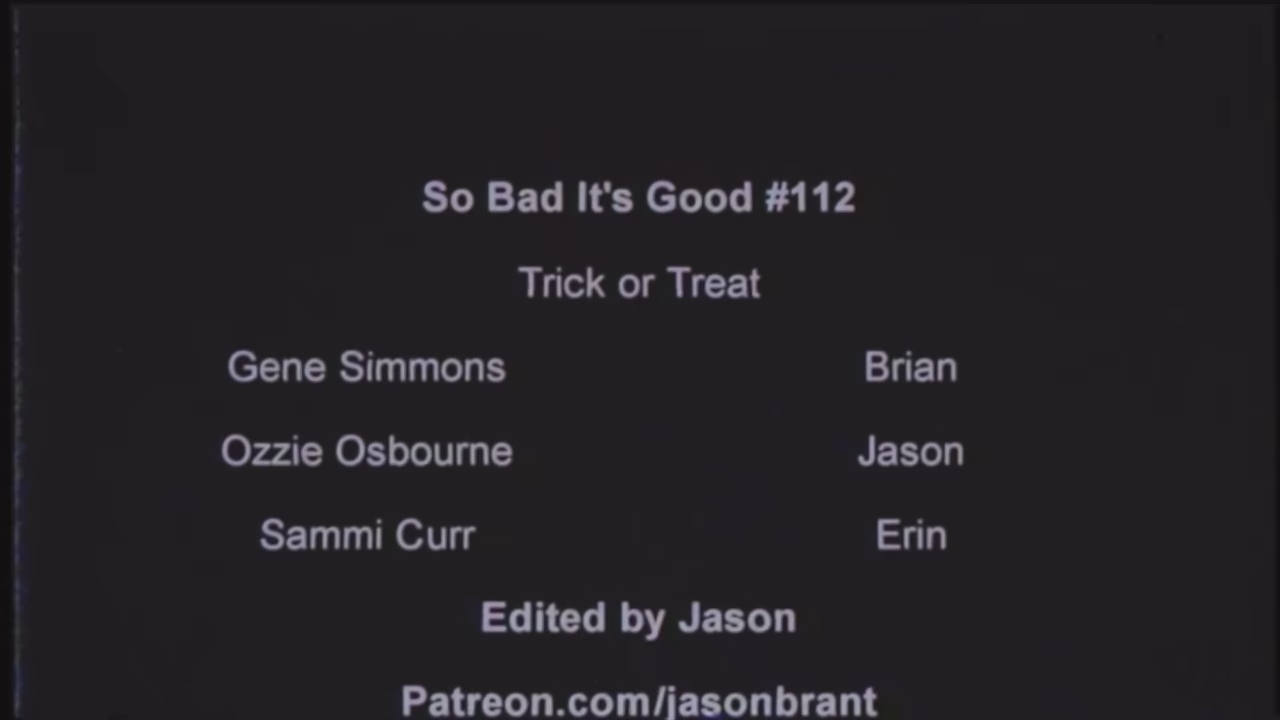 So Bad It's Good #112
Trick or Treat
Gene Simmons Brian
Ozzie Osbourne Jason
Sammi Curr Erin
Edited by Jason
Patreon.com/jasonbrant